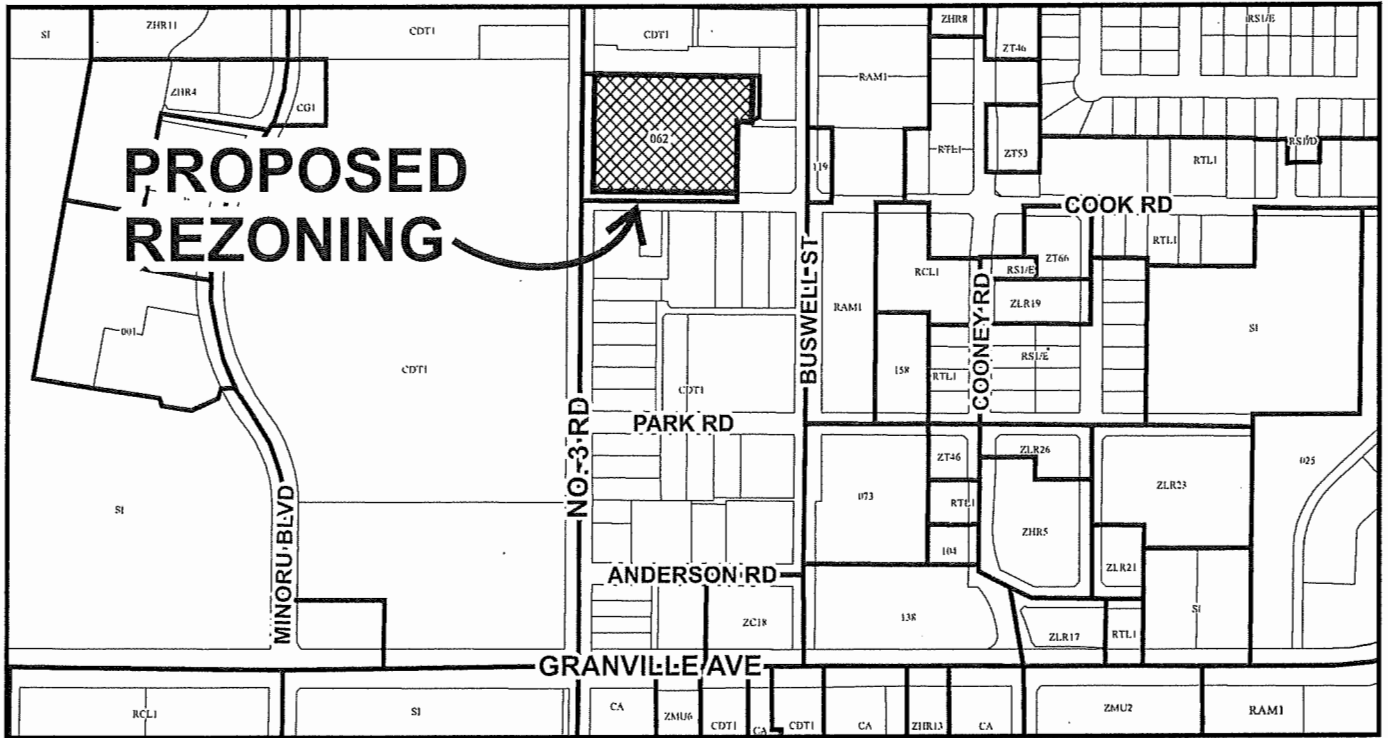 SI
ZHR11
CDT1
CDT1
ZHR8
ZT46
RS1/E
RAM1
ZHR4
CG1
062
119
RTL1
ZT53
RTL1
RS1/D
PROPOSED
REZONING
COOK RD
RTL1
BUSWELL ST
RCL1
RS1/E
ZT66
ZLR19
COONEY RD
RAM1
SI
001
CDT1
158
RTL1
RS1/E
CDT1
NO. 3 RD
PARK RD
SI
MINORU BLVD
073
ZT46
ZLR26
ZLR23
025
RTL1
ZHR5
104
ZLR21
ANDERSON RD
ZC18
138
ZLR17
RTL1
SI
GRANVILLE AVE
RCL1
SI
CA
ZMU6
CDT1
CA
CDT1
CA
ZHR13
CA
ZMU2
RAM1